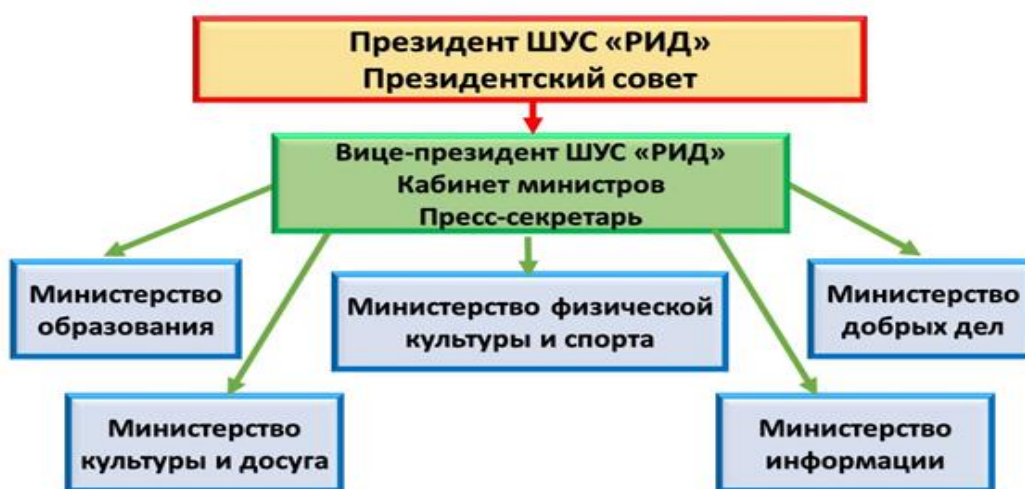 Президент ШУС «РИД»
Президентский совет
Вице-президент ШУС «РИД»
Кабинет министров
Пресс-секретарь
Министерство
образования
Министерство физической
культуры и спорта
Министерство
добрых дел
Министерство
культуры и досуга
Министерство
информации